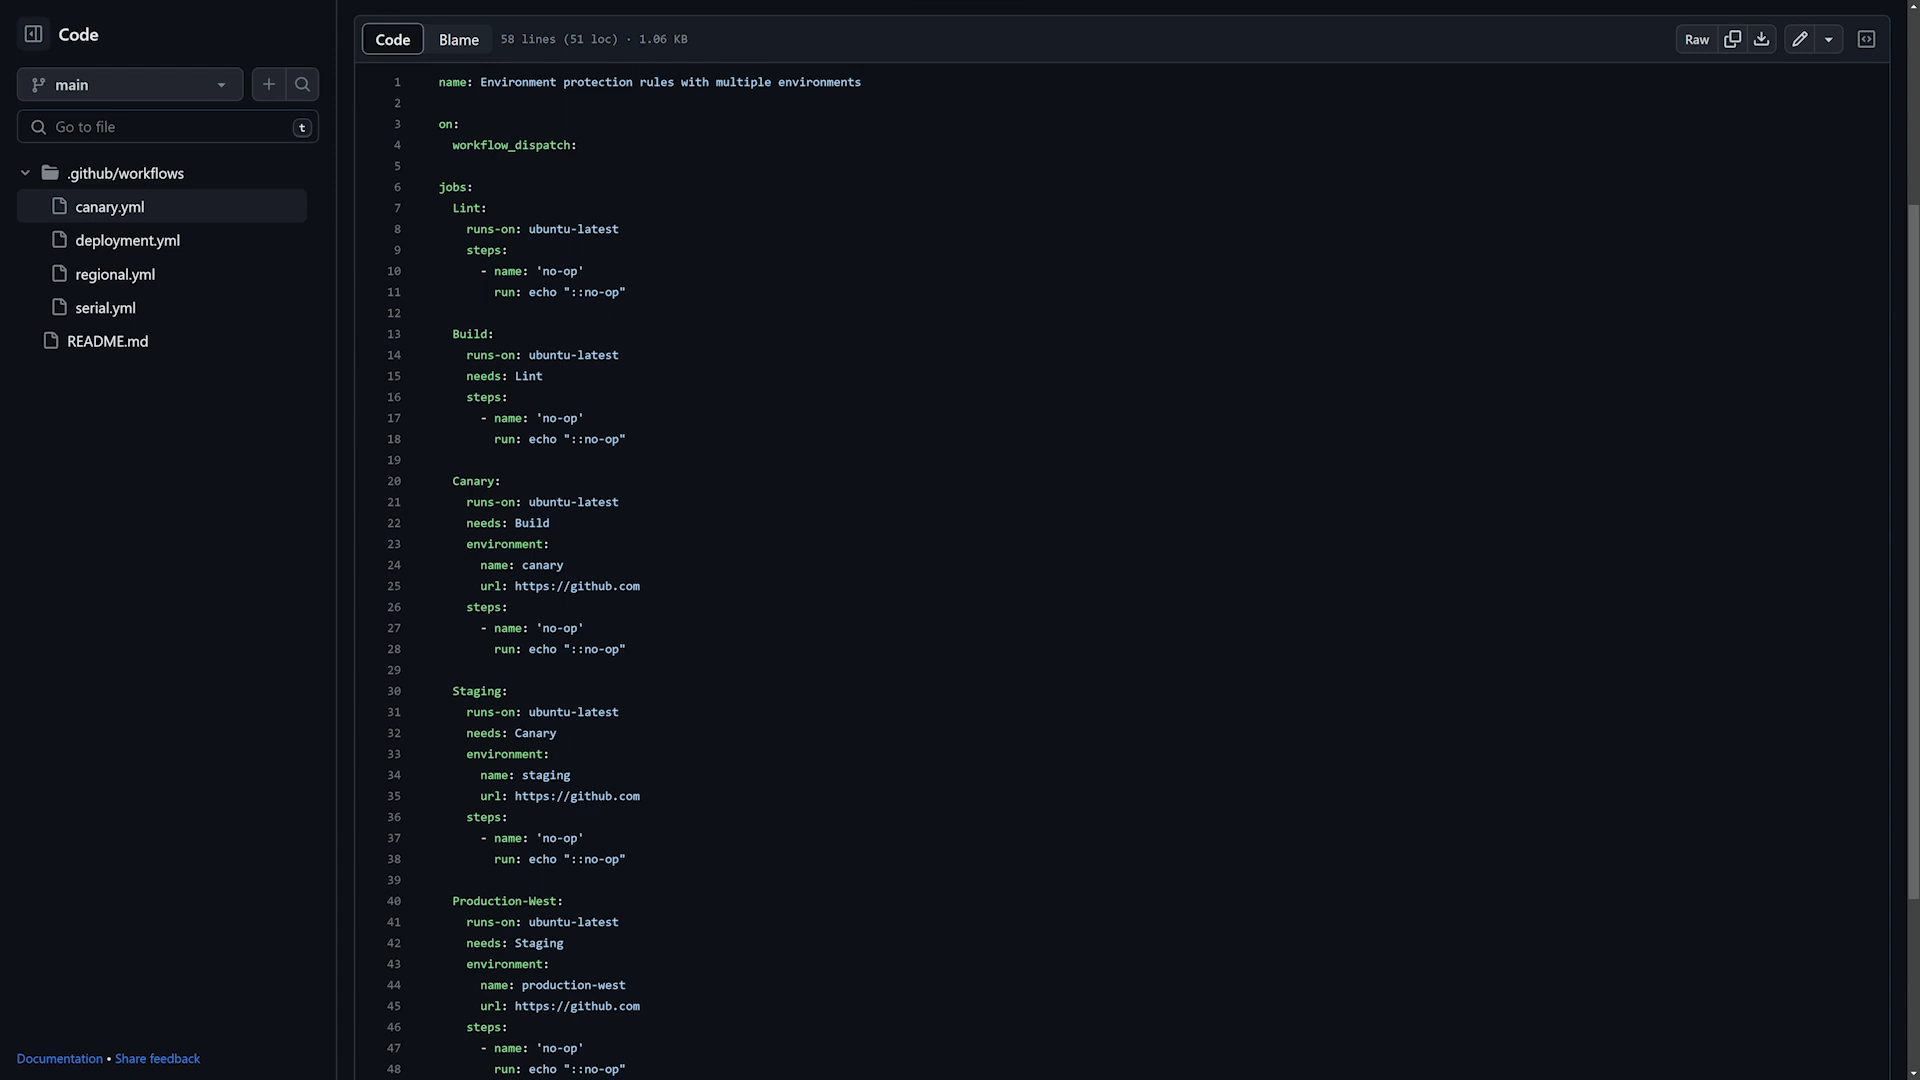 Code
main
Go to file
t
.github/workflows
canary.yml
deployment.yml
regional.yml
serial.yml
README.md
Documentation • Share feedback
Code Blame 58 lines (51 loc) · 1.06 KB
Raw
1 name: Environment protection rules with multiple environments
2
3 on:
4   workflow_dispatch:
5
6 jobs:
7   Lint:
8     runs-on: ubuntu-latest
9     steps:
10       - name: 'no-op'
11         run: echo "::no-op"
12
13   Build:
14     runs-on: ubuntu-latest
15     needs: Lint
16     steps:
17       - name: 'no-op'
18         run: echo "::no-op"
19
20   Canary:
21     runs-on: ubuntu-latest
22     needs: Build
23     environment:
24       name: canary
25       url: https://github.com
26     steps:
27       - name: 'no-op'
28         run: echo "::no-op"
29
30   Staging:
31     runs-on: ubuntu-latest
32     needs: Canary
33     environment:
34       name: staging
35       url: https://github.com
36     steps:
37       - name: 'no-op'
38         run: echo "::no-op"
39
40   Production-West:
41     runs-on: ubuntu-latest
42     needs: Staging
43     environment:
44       name: production-west
45       url: https://github.com
46     steps:
47       - name: 'no-op'
48         run: echo "::no-op"